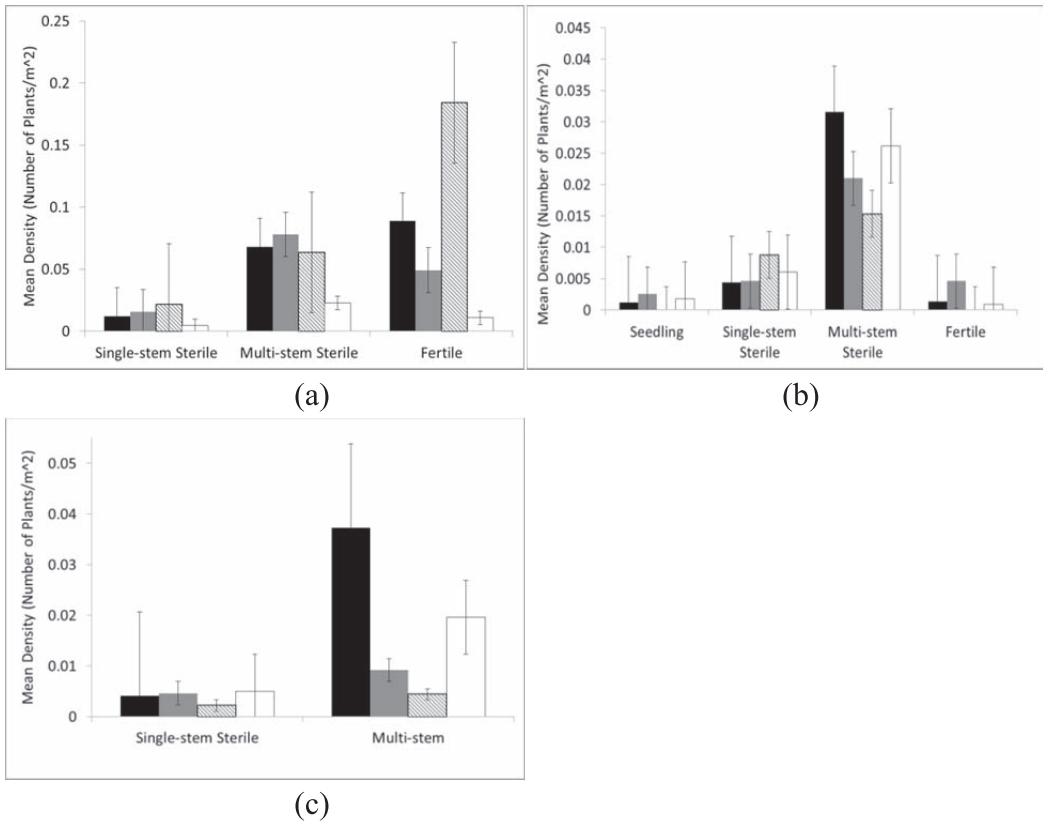 Mean Density (Number of Plants/m^2)
0.25
0.2
0.15
0.1
0.05
0
Single-stem Sterile Multi-stem Sterile Fertile
(a)
Mean Density (Number of Plants/m^2)
0.045
0.04
0.035
0.03
0.025
0.02
0.015
0.01
0.005
0
Seedling Single-stem Multi-stem Fertile
Sterile Sterile
(b)
Mean Density (Number of Plants/m^2)
0.05
0.04
0.03
0.02
0.01
0
Single-stem Sterile Multi-stem
(c)